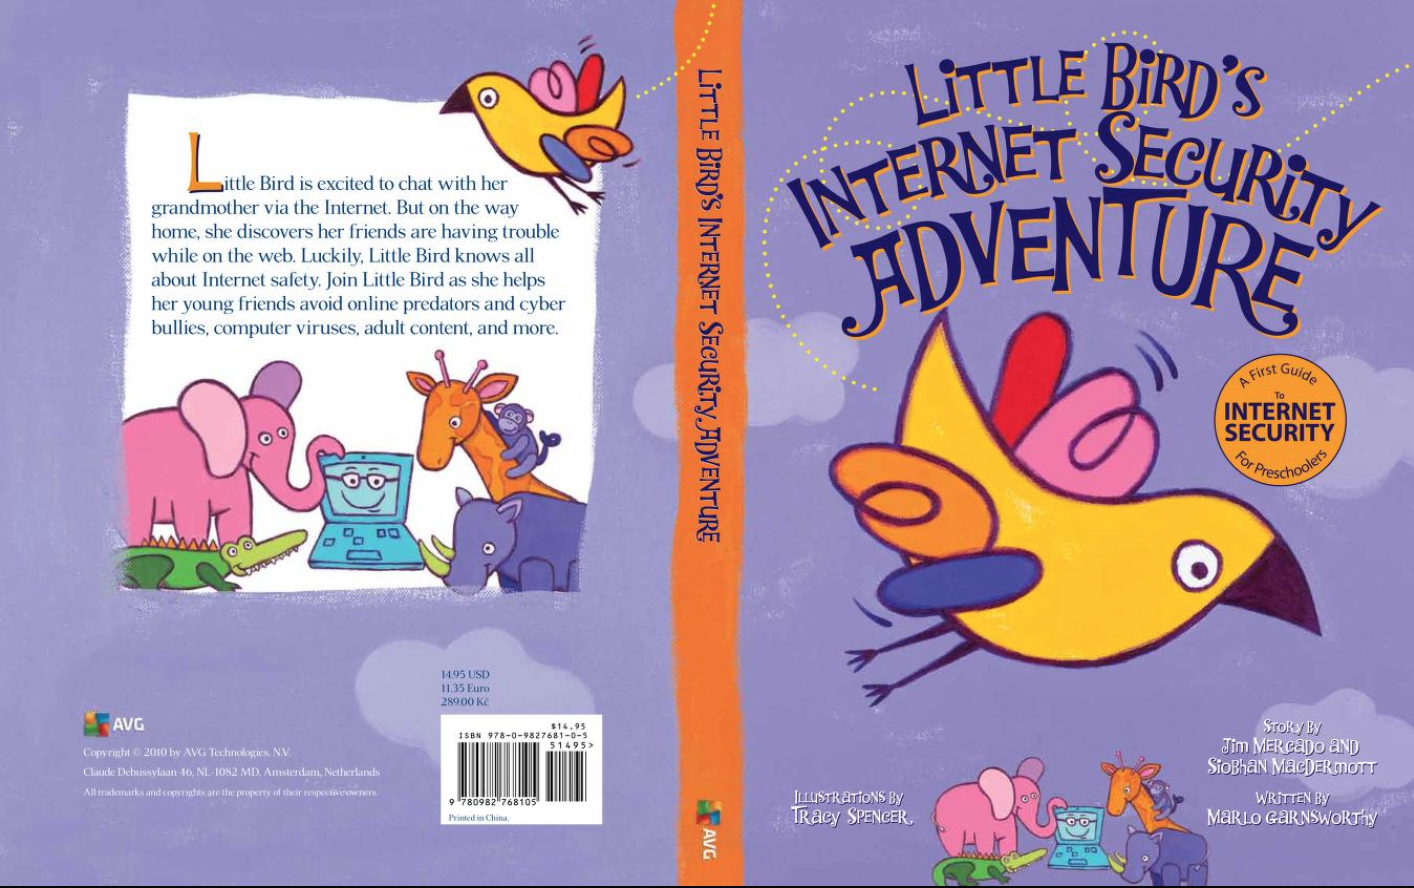 Little Bird is excited to chat with her
grandmother via the Internet. But on the way
home, she discovers her friends are having trouble
while on the web. Luckily, Little Bird knows all
about Internet safety. Join Little Bird as she helps
her young friends avoid online predators and cyber
bullies, computer viruses, adult content, and more.
AVG
Copyright © 2010 by AVG Technologies, N.V.
Claude Debussylaan 46, NL-1082 MD, Amsterdam, Netherlands
All trademarks and copyrights are the property of their respective owners.
14.95 USD
11.35 Euro
289.00 Kč
$14.95
ISBN 978-0-9827681-0-5
51495>
9 780982 768105
Printed in China.
Little Bird's Internet Security Adventure
AVG
Little Bird's
Internet Security
Adventure
A First Guide
To
INTERNET
SECURITY
For Preschoolers
Story by
Jim Mercado and
Siobhan MacDermott
Illustrations by
Tracy Spencer.
Written by
Marlo Garnsworthy